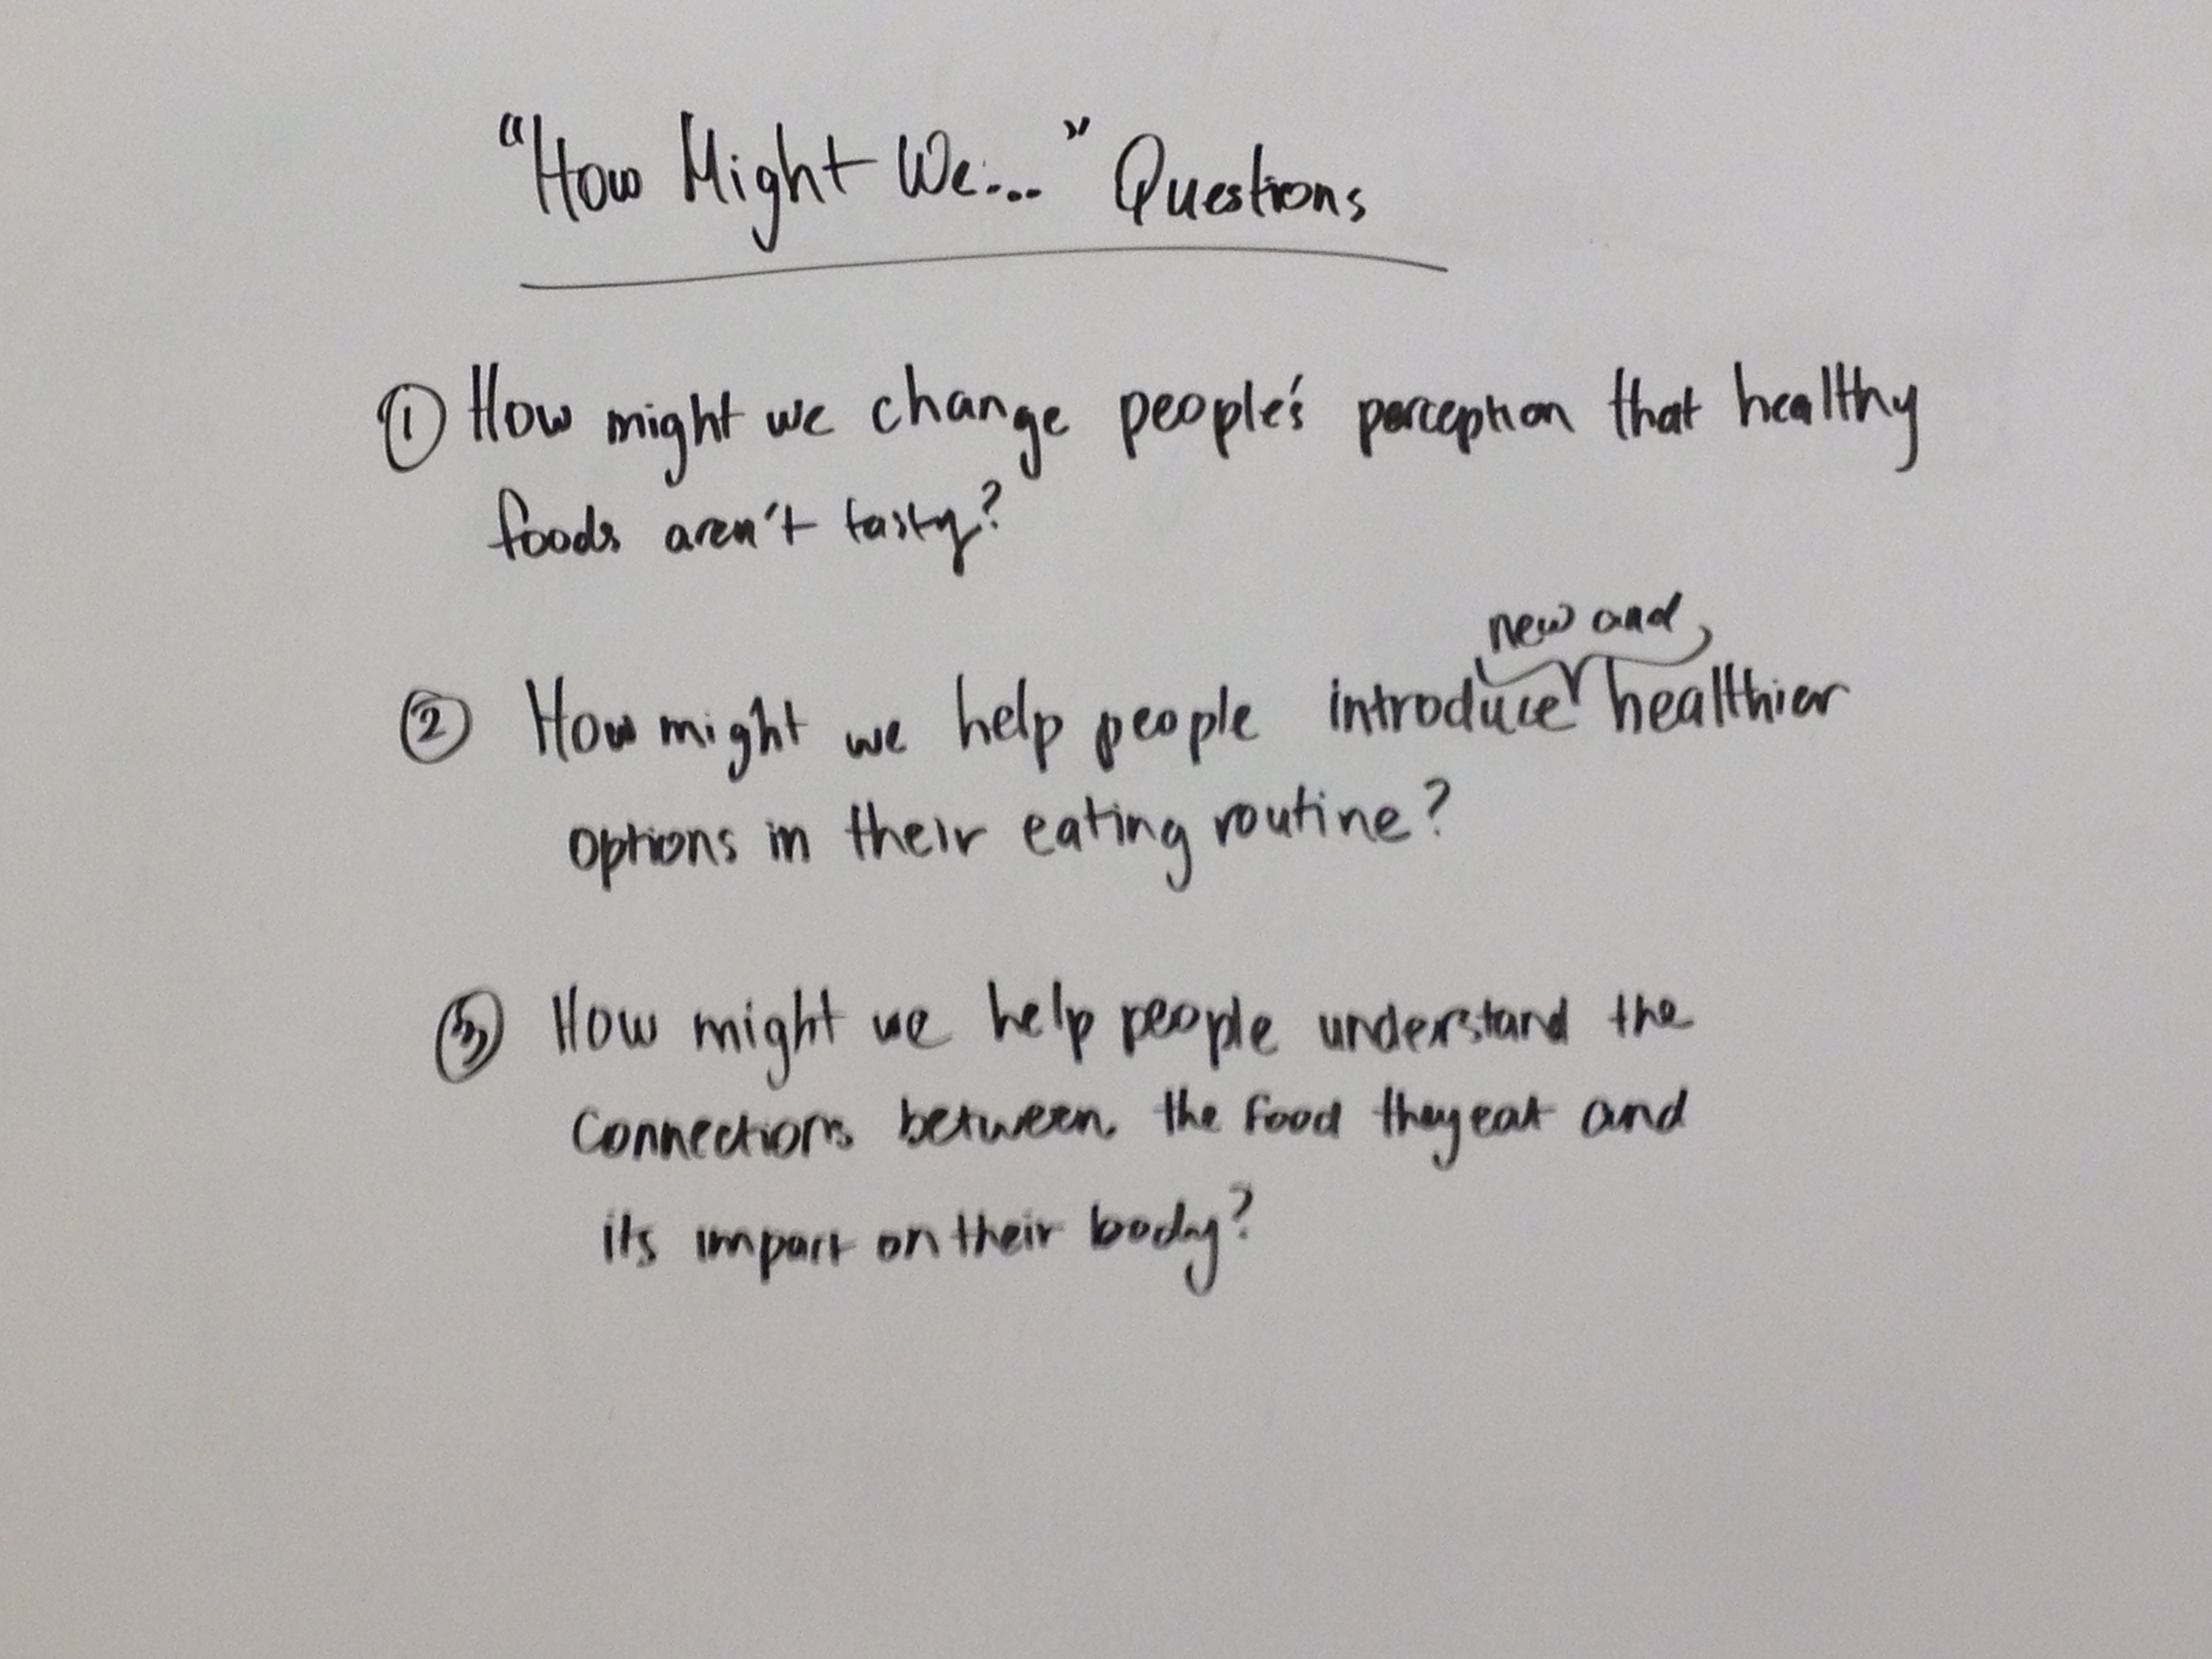 "How Might We... " Questions
① How might we change people's perception that healthy
foods aren't tasty?
new and
② How might we help people introduce healthier
options in their eating routine?
③ How might we help people understand the
connections between the food they eat and
its impact on their body?